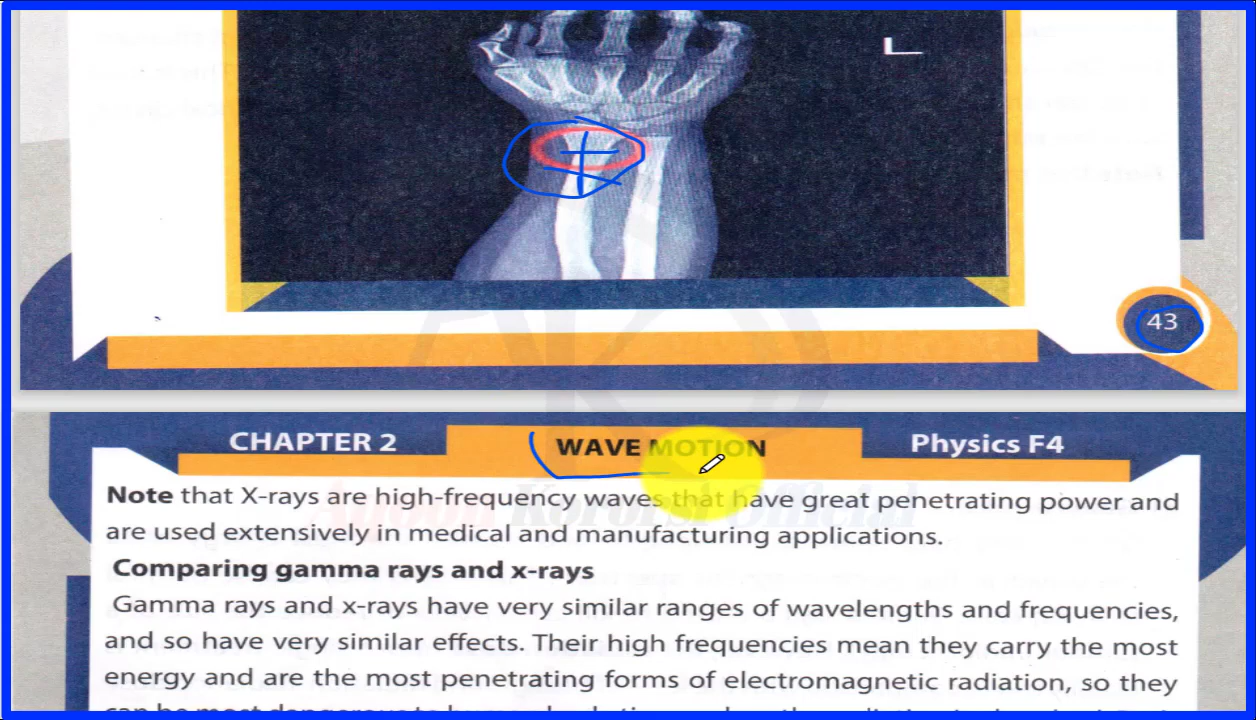 L
43
CHAPTER 2 WAVE MOTION Physics F4
Note that X-rays are high-frequency waves that have great penetrating power and
are used extensively in medical and manufacturing applications.
Comparing gamma rays and x-rays
Gamma rays and x-rays have very similar ranges of wavelengths and frequencies,
and so have very similar effects. Their high frequencies mean they carry the most
energy and are the most penetrating forms of electromagnetic radiation, so they